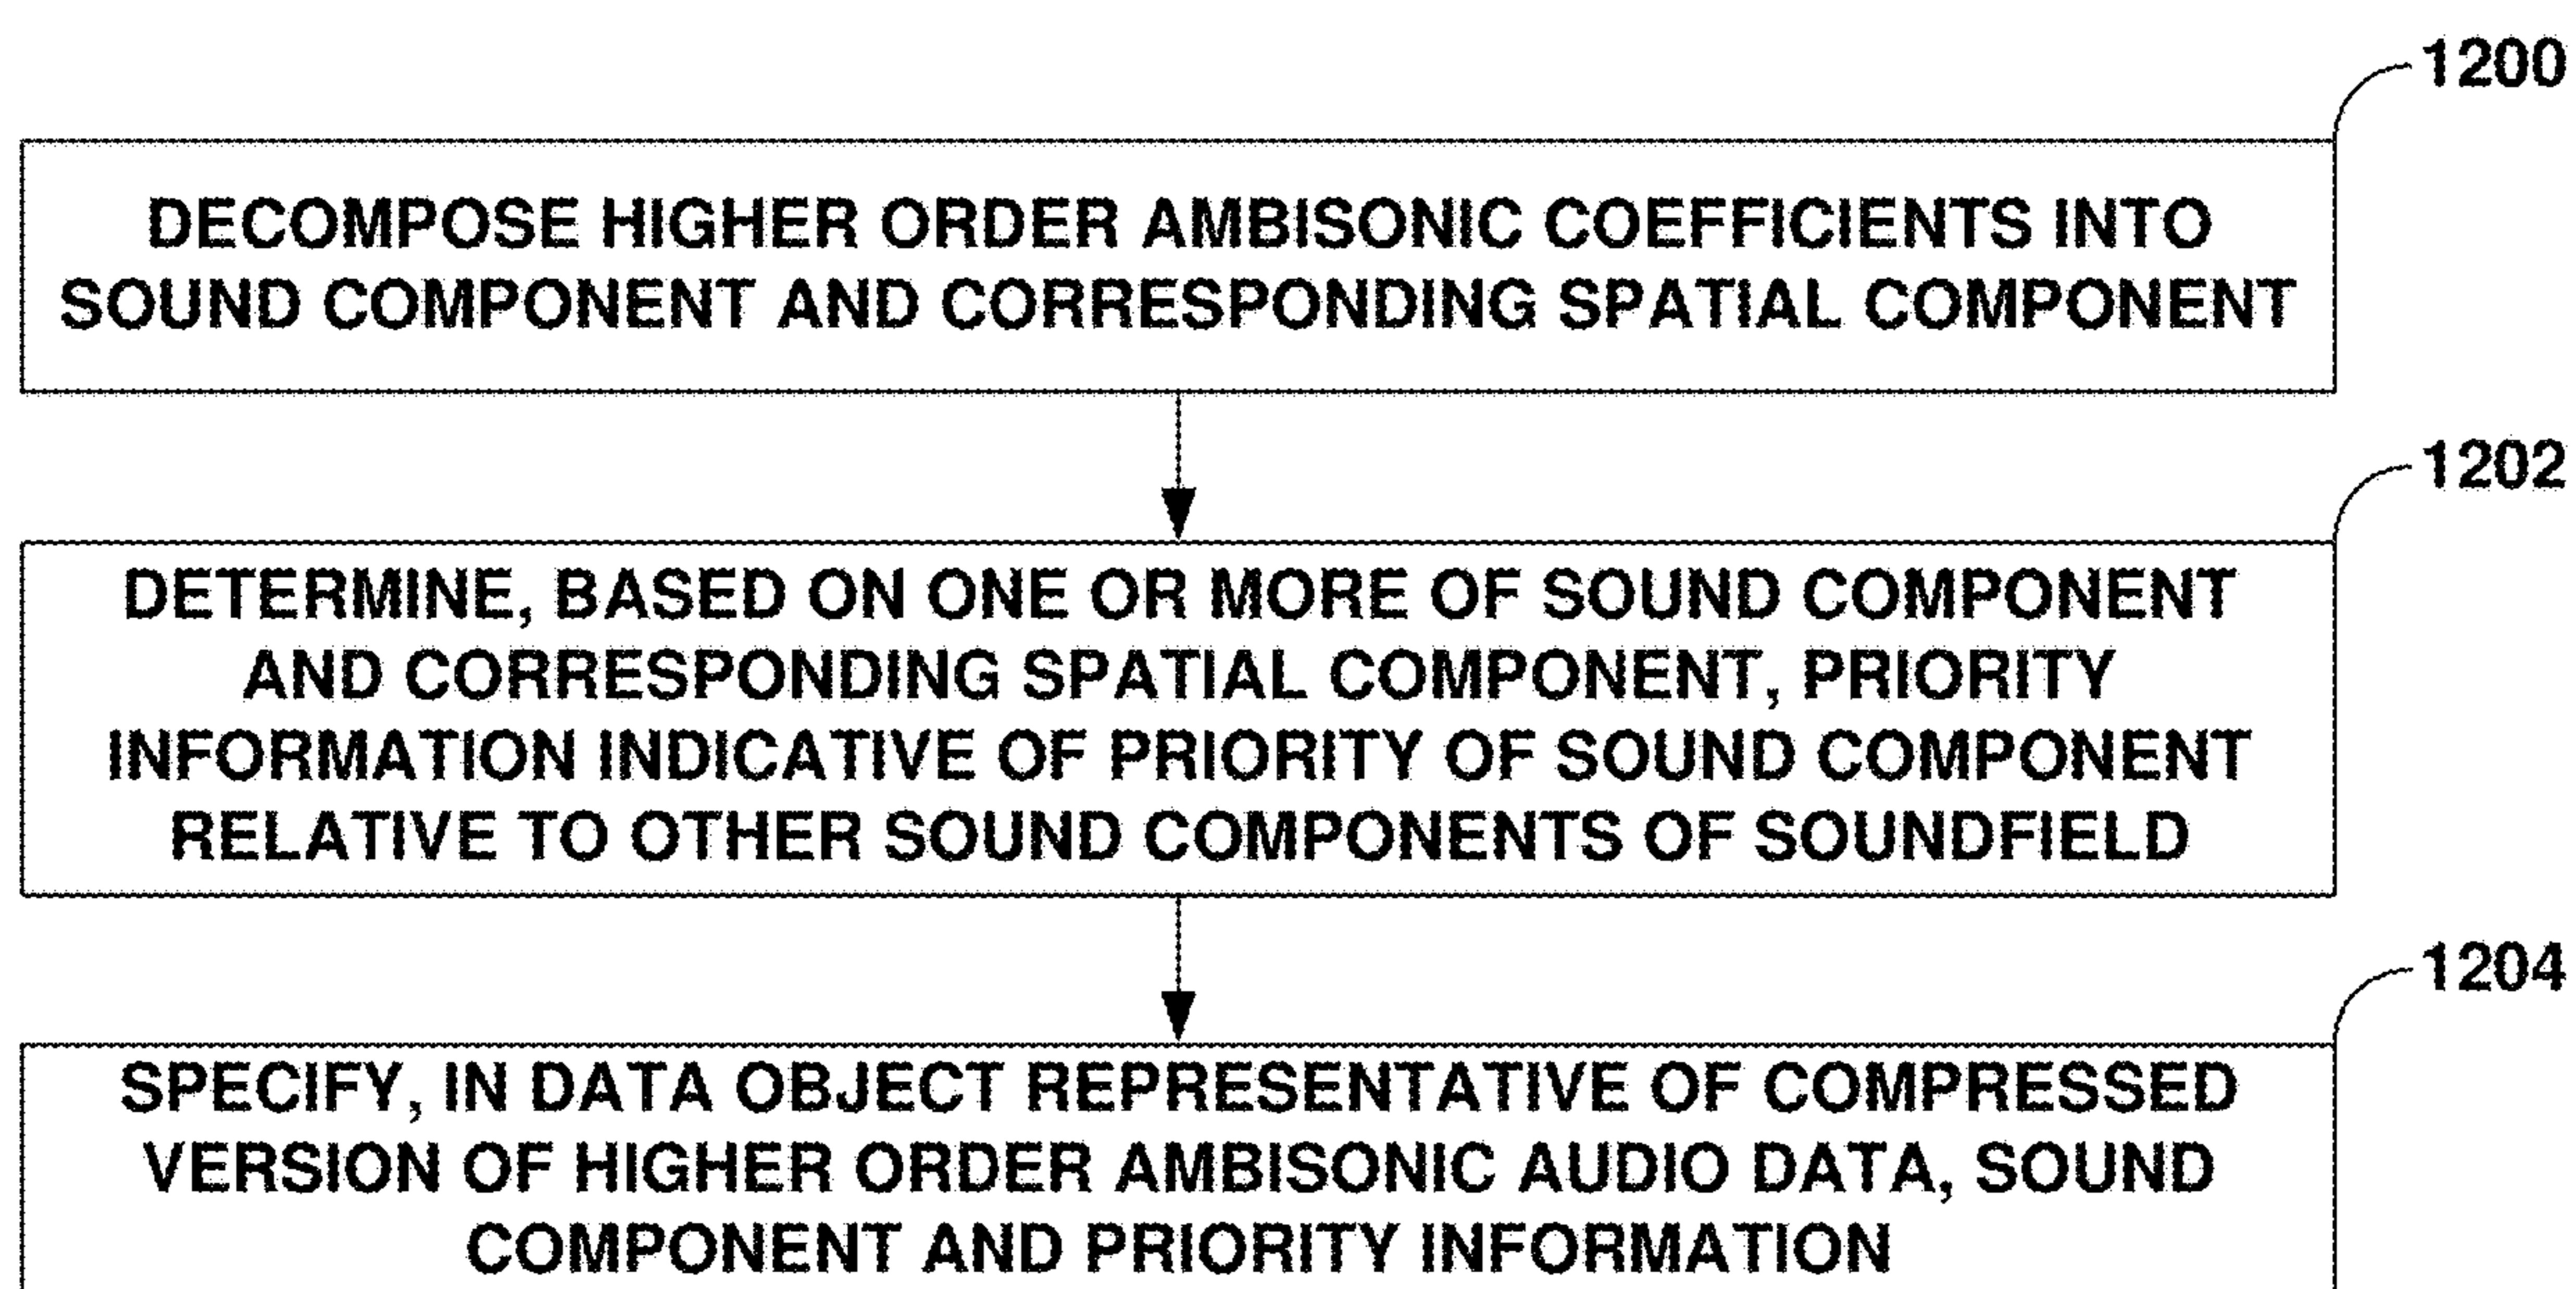 1200
DECOMPOSE HIGHER ORDER AMBISONIC COEFFICIENTS INTO
SOUND COMPONENT AND CORRESPONDING SPATIAL COMPONENT
1202
DETERMINE, BASED ON ONE OR MORE OF SOUND COMPONENT
AND CORRESPONDING SPATIAL COMPONENT, PRIORITY
INFORMATION INDICATIVE OF PRIORITY OF SOUND COMPONENT
RELATIVE TO OTHER SOUND COMPONENTS OF SOUNDFIELD
1204
SPECIFY, IN DATA OBJECT REPRESENTATIVE OF COMPRESSED
VERSION OF HIGHER ORDER AMBISONIC AUDIO DATA, SOUND
COMPONENT AND PRIORITY INFORMATION